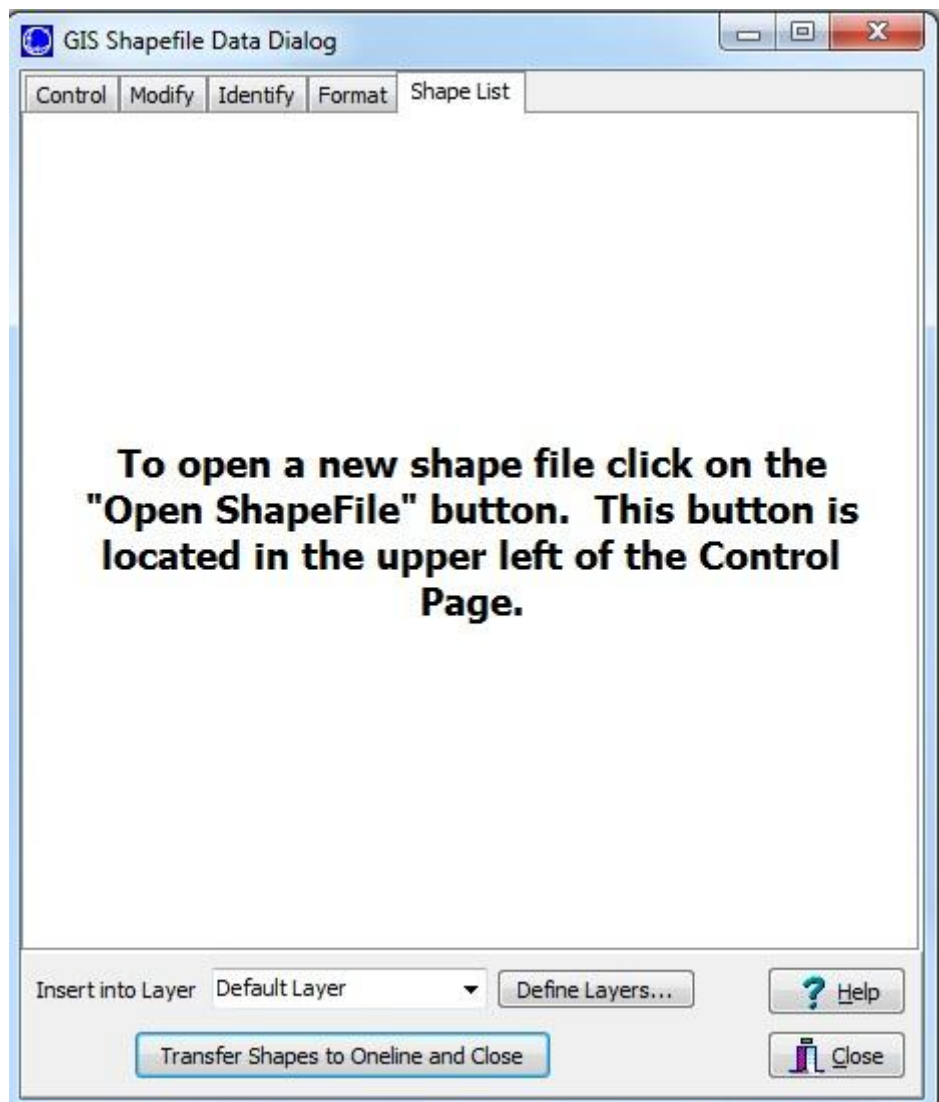 GIS Shapefile Data Dialog
Control Modify Identify Format Shape List
To open a new shape file click on the
"Open ShapeFile" button.  This button is
located in the upper left of the Control
Page.
Insert into Layer Default Layer Define Layers... ? Help
Transfer Shapes to Oneline and Close Close